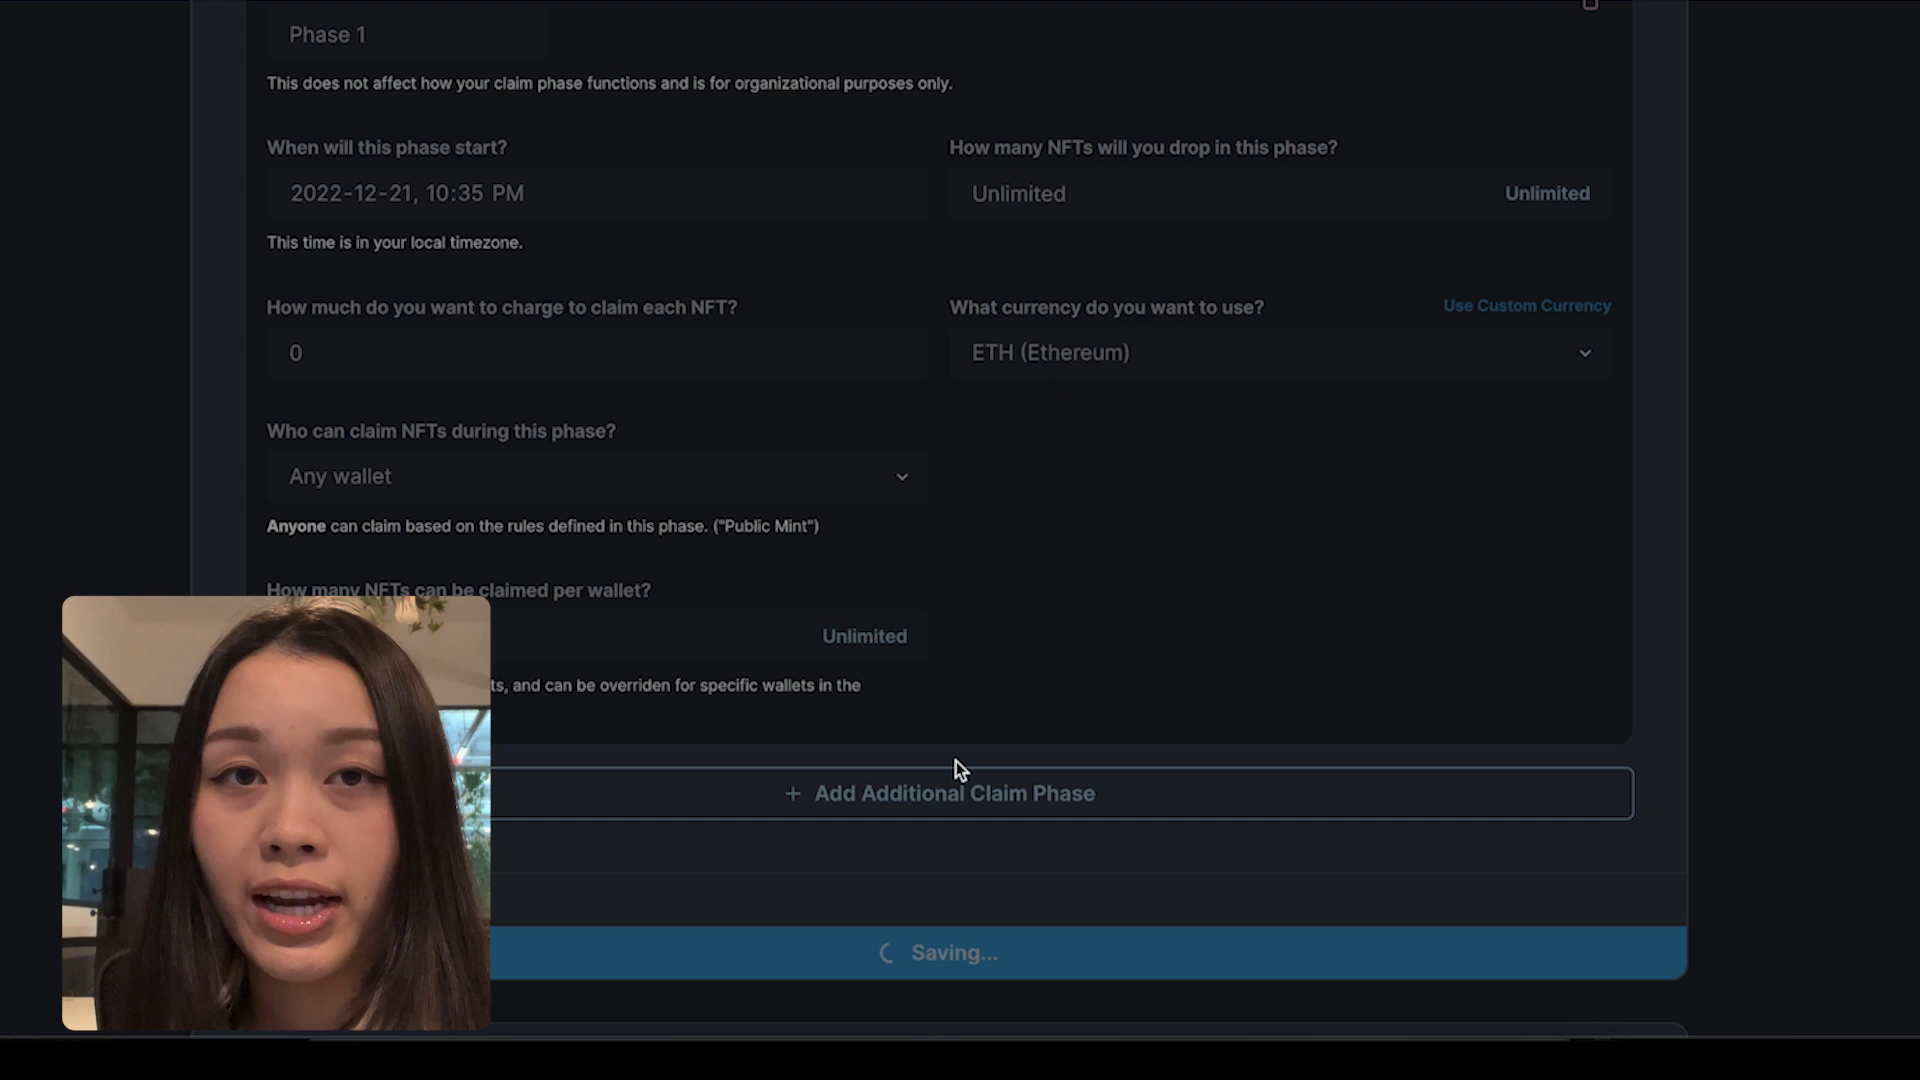 Phase 1
This does not affect how your claim phase functions and is for organizational purposes only.
When will this phase start?
How many NFTs will you drop in this phase?
2022-12-21, 10:35 PM
Unlimited
Unlimited
This time is in your local timezone.
How much do you want to charge to claim each NFT?
What currency do you want to use?
Use Custom Currency
0
ETH (Ethereum)
Who can claim NFTs during this phase?
Any wallet
Anyone can claim based on the rules defined in this phase. ("Public Mint")
How many NFTs can be claimed per wallet?
Unlimited
ts, and can be overriden for specific wallets in the
+ Add Additional Claim Phase
Saving...